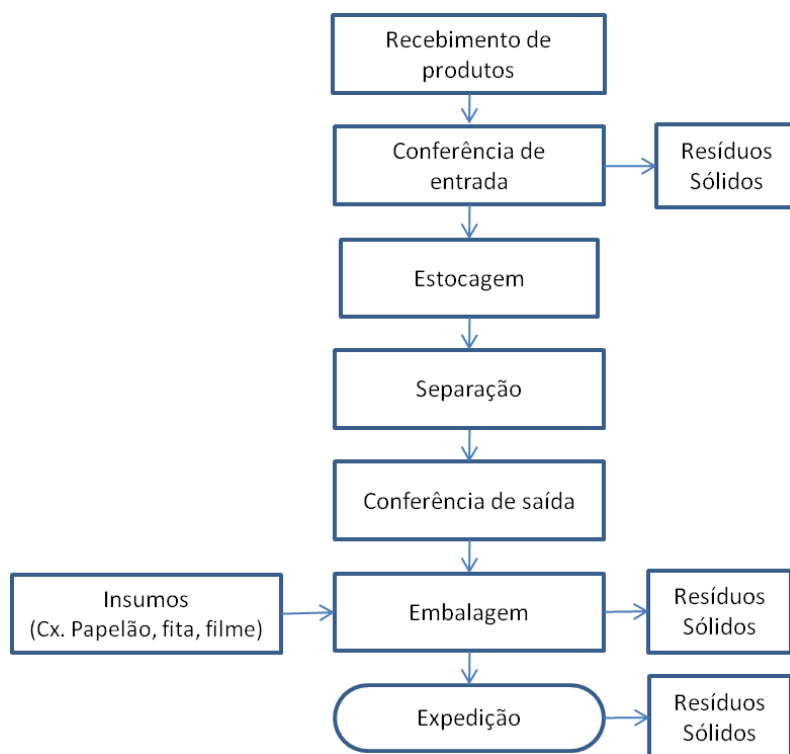 Recebimento de
produtos
Conferência de
entrada
Resíduos
Sólidos
Estocagem
Separação
Conferência de saída
Insumos
(Cx. Papelão, fita, filme)
Embalagem
Resíduos
Sólidos
Expedição
Resíduos
Sólidos